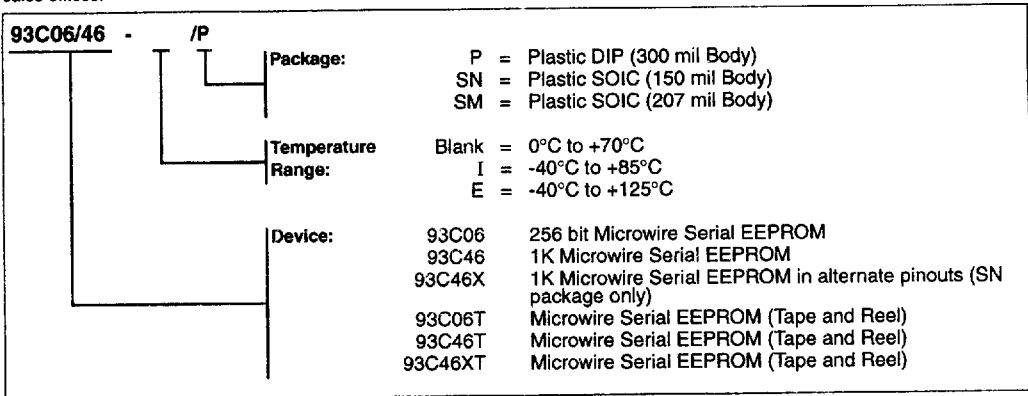 93C06/46 - /P
Package: P = Plastic DIP (300 mil Body)
SN = Plastic SOIC (150 mil Body)
SM = Plastic SOIC (207 mil Body)
Temperature Blank = 0°C to +70°C
Range: I = -40°C to +85°C
E = -40°C to +125°C
Device: 93C06 256 bit Microwire Serial EEPROM
93C46 1K Microwire Serial EEPROM
93C46X 1K Microwire Serial EEPROM in alternate pinouts (SN
package only)
93C06T Microwire Serial EEPROM (Tape and Reel)
93C46T Microwire Serial EEPROM (Tape and Reel)
93C46XT Microwire Serial EEPROM (Tape and Reel)